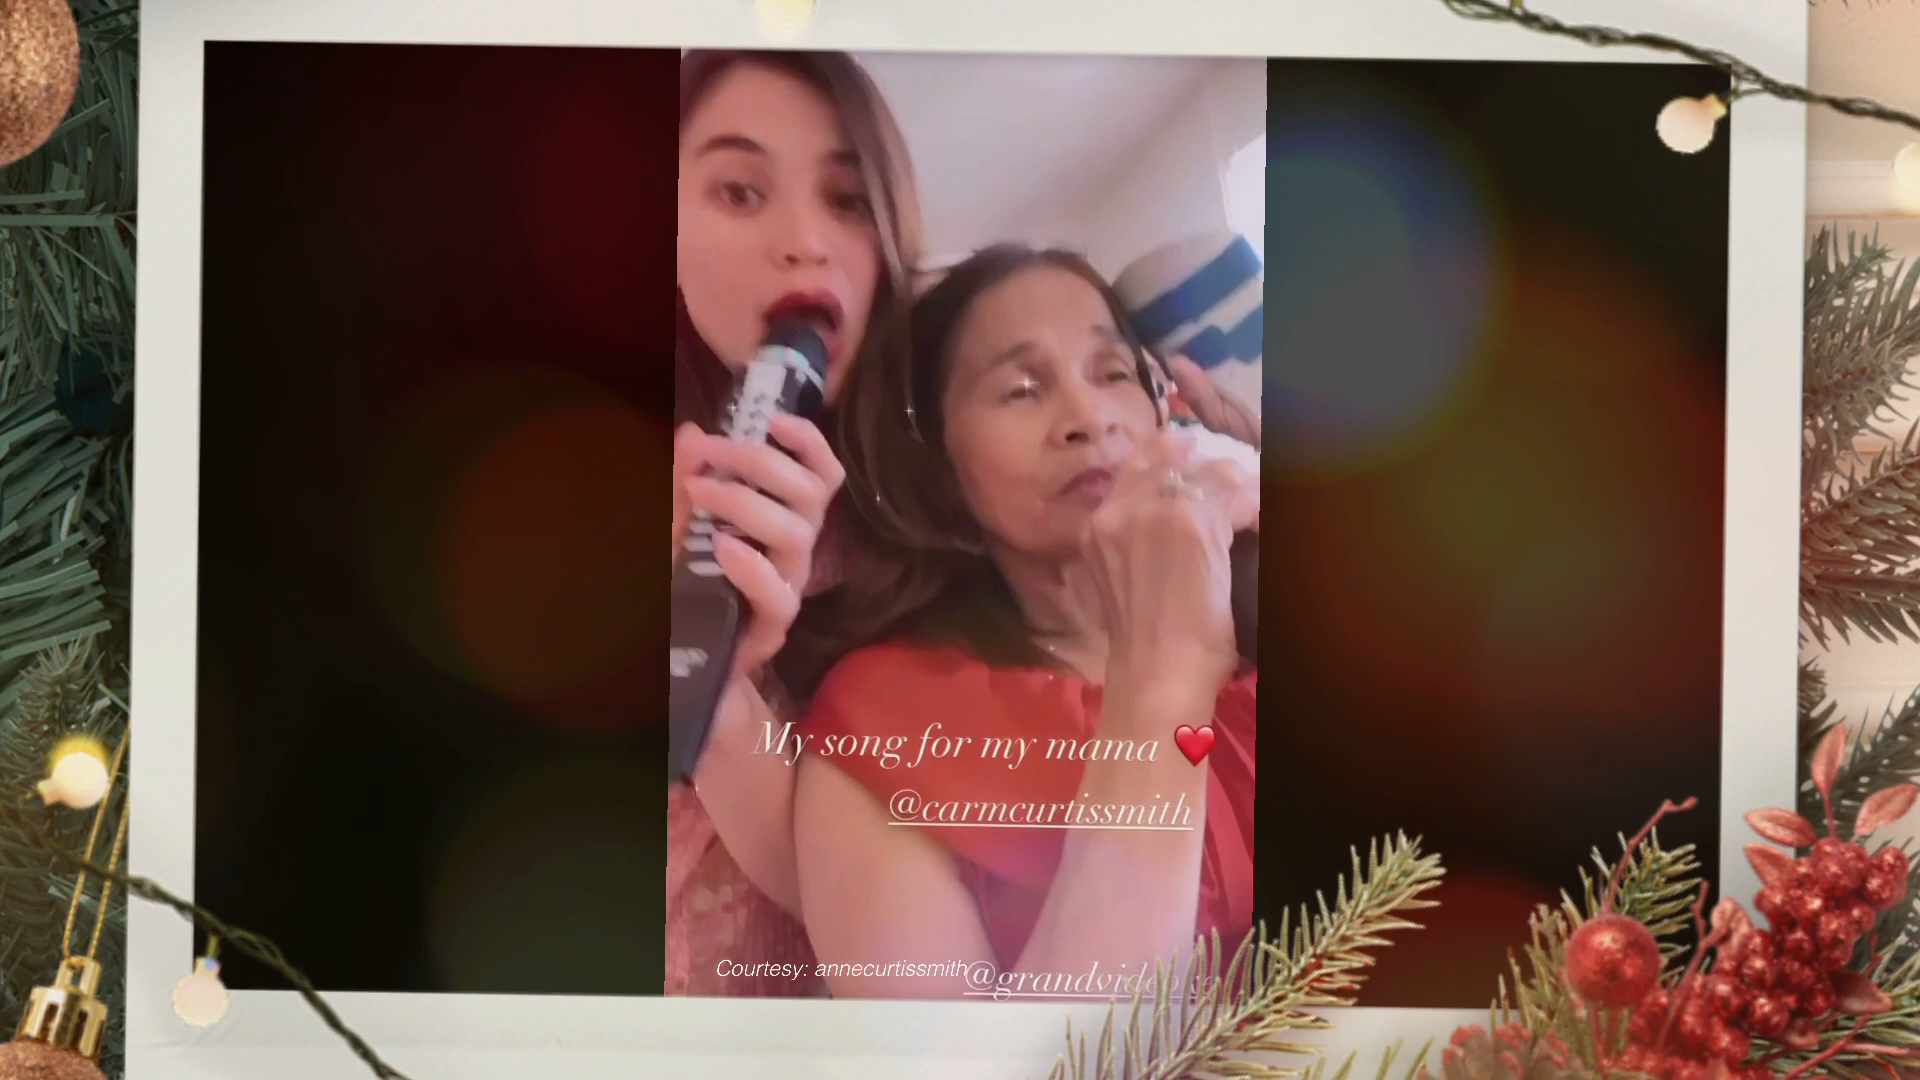 My song for my mama ❤️
@carmcurtissmith
Courtesy: annecurtissmith